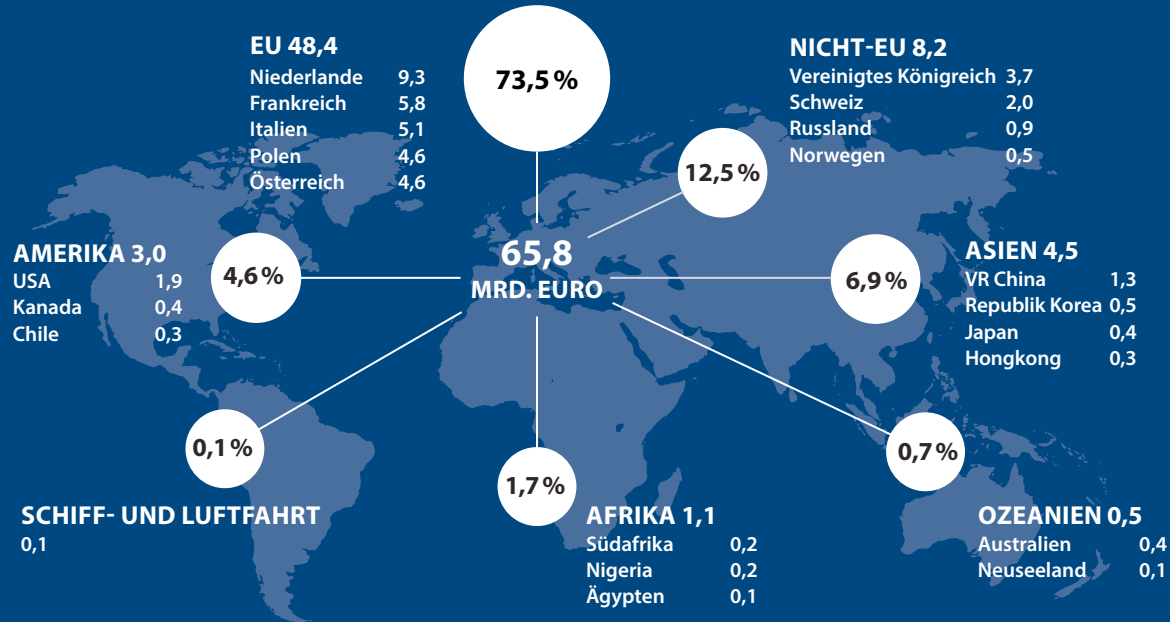 EU 48,4
Niederlande 9,3
Frankreich 5,8
Italien 5,1
Polen 4,6
Österreich 4,6
73,5 %
NICHT-EU 8,2
Vereinigtes Königreich 3,7
Schweiz 2,0
Russland 0,9
Norwegen 0,5
12,5 %
AMERIKA 3,0
USA 1,9
Kanada 0,4
Chile 0,3
4,6 %
65,8
MRD. EURO
6,9 %
ASIEN 4,5
VR China 1,3
Republik Korea 0,5
Japan 0,4
Hongkong 0,3
0,1 %
SCHIFF- UND LUFTFAHRT
0,1
1,7 %
AFRIKA 1,1
Südafrika 0,2
Nigeria 0,2
Ägypten 0,1
0,7 %
OZEANIEN 0,5
Australien 0,4
Neuseeland 0,1